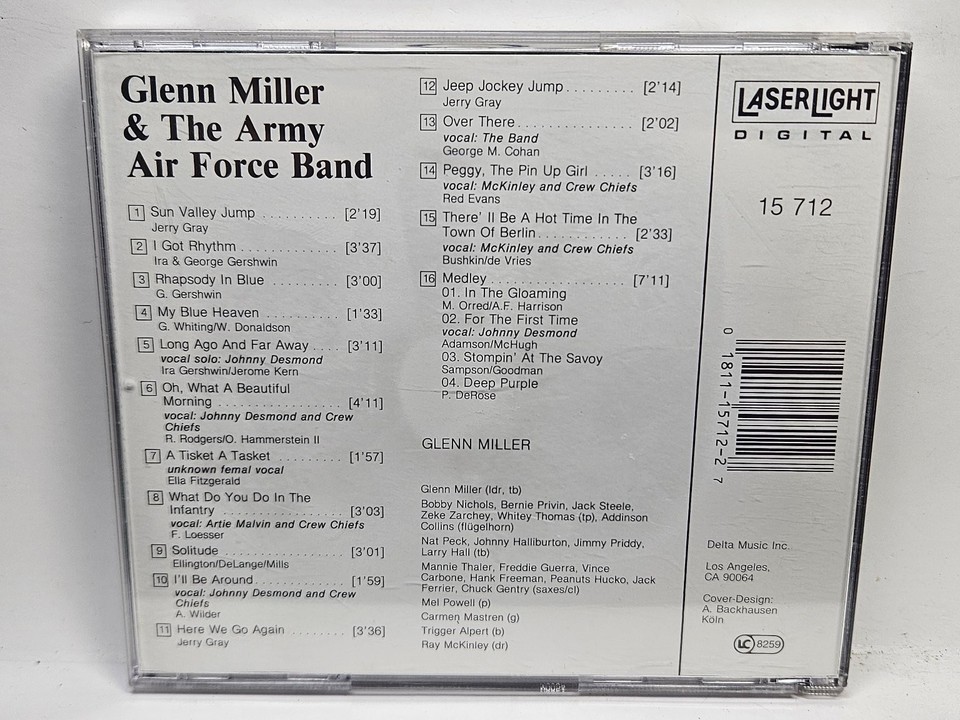 Glenn Miller
& The Army
Air Force Band
1 Sun Valley Jump .......... [2'19]
Jerry Gray
2 I Got Rhythm ............. [3'37]
Ira & George Gershwin
3 Rhapsody In Blue ......... [3'00]
G. Gershwin
4 My Blue Heaven .......... [1'33]
G. Whiting/W. Donaldson
5 Long Ago And Far Away .... [3'11]
vocal solo: Johnny Desmond
Ira Gershwin/Jerome Kern
6 Oh, What A Beautiful
Morning .................. [4'11]
vocal: Johnny Desmond and Crew
Chiefs
R. Rodgers/O. Hammerstein II
7 A Tisket A Tasket ......... [1'57]
unknown femal vocal
Ella Fitzgerald
8 What Do You Do In The
Infantry ................. [3'03]
vocal: Artie Malvin and Crew Chiefs
F. Loesser
9 Solitude ................. [3'01]
Ellington/DeLange/Mills
10 I'll Be Around ............. [1'59]
vocal: Johnny Desmond and Crew
Chiefs
A. Wilder
11 Here We Go Again ........ [3'36]
Jerry Gray
12 Jeep Jockey Jump ......... [2'14]
Jerry Gray
13 Over There ............... [2'02]
vocal: The Band
George M. Cohan
14 Peggy, The Pin Up Girl ..... [3'16]
vocal: McKinley and Crew Chiefs
Red Evans
15 There' ll Be A Hot Time In The
Town Of Berlin ............ [2'33]
vocal: McKinley and Crew Chiefs
Bushkin/de Vries
16 Medley ................... [7'11]
01. In The Gloaming
M. Orred/A.F. Harrison
02. For The First Time
vocal: Johnny Desmond
Adamson/McHugh
03. Stompin' At The Savoy
Sampson/Goodman
04. Deep Purple
P. DeRose
GLENN MILLER
Glenn Miller (ldr, tb)
Bobby Nichols, Bernie Privin, Jack Steele,
Zeke Zarchey, Whitey Thomas (tp), Addinson
Collins (flügelhorn)
Nat Peck, Johnny Halliburton, Jimmy Priddy,
Larry Hall (tb)
Mannie Thaler, Freddie Guerra, Vince
Carbone, Hank Freeman, Peanuts Hucko, Jack
Ferrier, Chuck Gentry (saxes/cl)
Mel Powell (p)
Carmen Mastren (g)
Trigger Alpert (b)
Ray McKinley (dr)
LASERLIGHT
DIGITAL
15 712
0 1811-15712-2 7
Delta Music Inc.
Los Angeles,
CA 90064
Cover-Design:
A. Backhausen
Köln
LC 8259